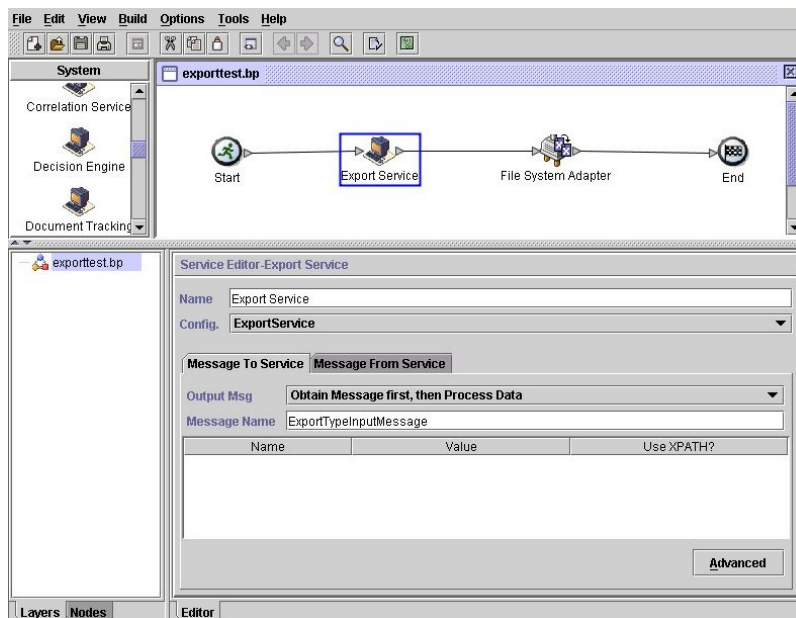 File Edit View Build Options Tools Help
System
exporttest.bp
Correlation Service
Decision Engine
Document Tracking
Start
Export Service
File System Adapter
End
exporttest.bp
Service Editor-Export Service
Name Export Service
Config. ExportService
Message To Service Message From Service
Output Msg Obtain Message first, then Process Data
Message Name ExportTypeInputMessage
Name Value Use XPATH?
Advanced
Layers Nodes
Editor